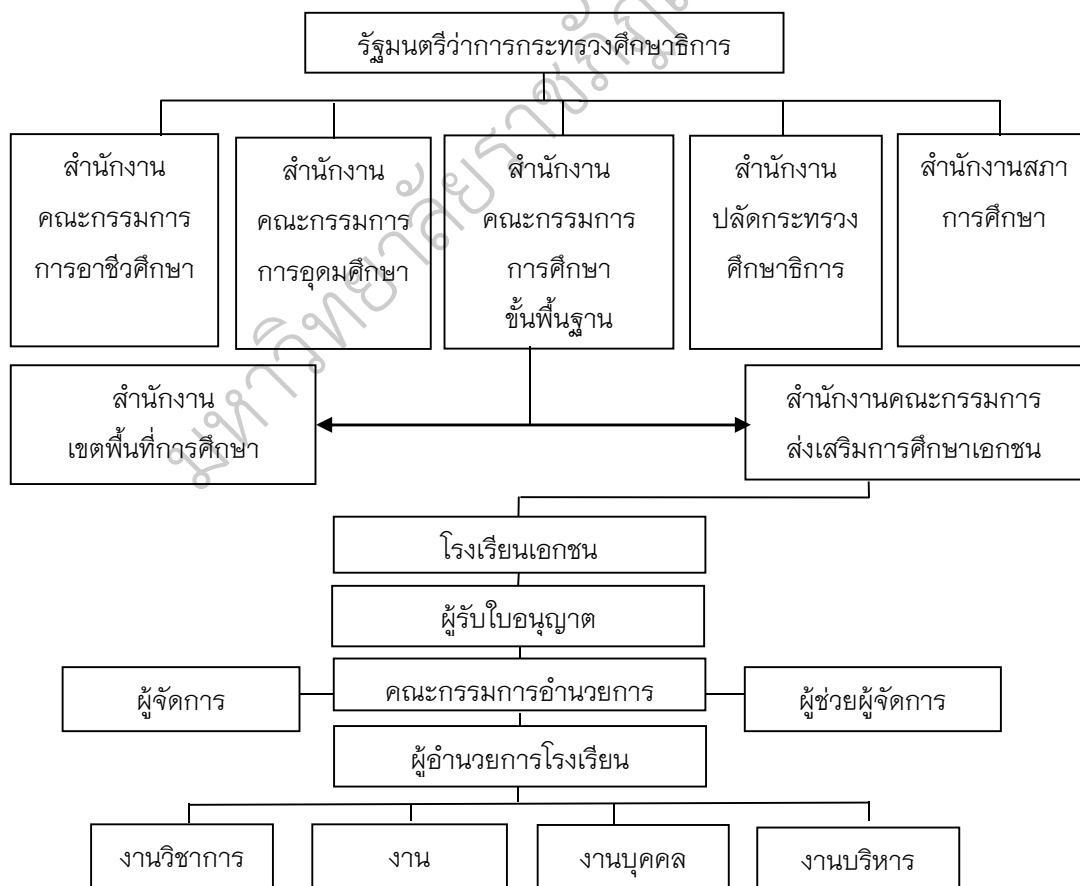 รัฐมนตรีว่าการกระทรวงศึกษาธิการ
สำนักงาน
คณะกรรมการ
การอาชีวศึกษา
สำนักงาน
คณะกรรมการ
การอุดมศึกษา
สำนักงาน
คณะกรรมการ
การศึกษา
ขั้นพื้นฐาน
สำนักงาน
ปลัดกระทรวง
ศึกษาธิการ
สำนักงานสภา
การศึกษา
สำนักงาน
เขตพื้นที่การศึกษา
สำนักงานคณะกรรมการ
ส่งเสริมการศึกษาเอกชน
โรงเรียนเอกชน
ผู้รับใบอนุญาต
ผู้จัดการ
คณะกรรมการอำนวยการ
ผู้ช่วยผู้จัดการ
ผู้อำนวยการโรงเรียน
งานวิชาการ
งาน
งานบุคคล
งานบริหาร
มหาวิทยาลัยราชภัฏ